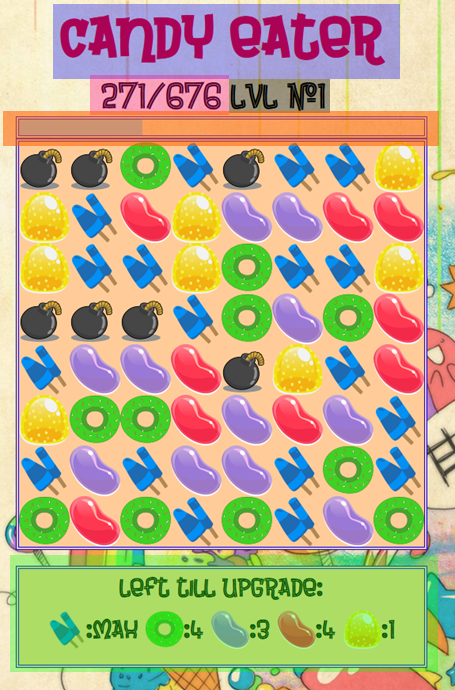 CANDY EATER
271/676 LVL №1
LEFT TILL UPGRADE:
:MAX :4 :3 :4 :1